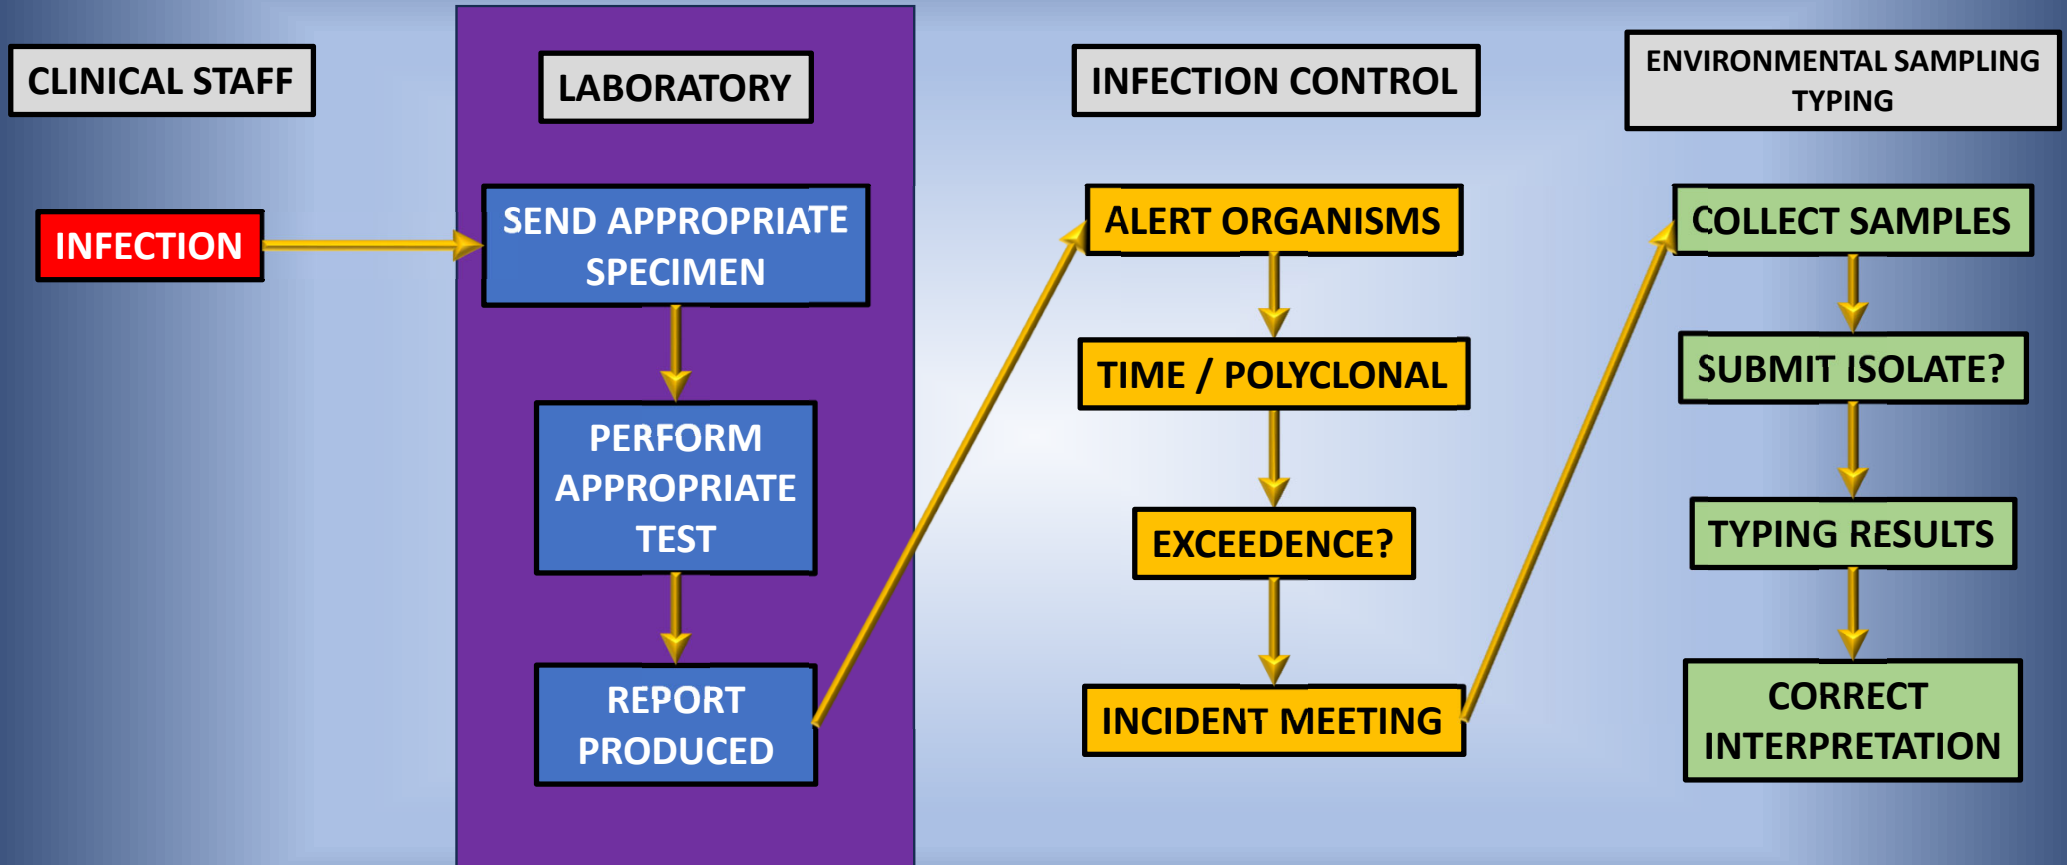 CLINICAL STAFF
INFECTION
LABORATORY
SEND APPROPRIATE
SPECIMEN
PERFORM
APPROPRIATE
TEST
REPORT
PRODUCED
INFECTION CONTROL
ALERT ORGANISMS
TIME / POLYCLONAL
EXCEEDENCE?
INCIDENT MEETING
ENVIRONMENTAL SAMPLING
TYPING
COLLECT SAMPLES
SUBMIT ISOLATE?
TYPING RESULTS
CORRECT
INTERPRETATION